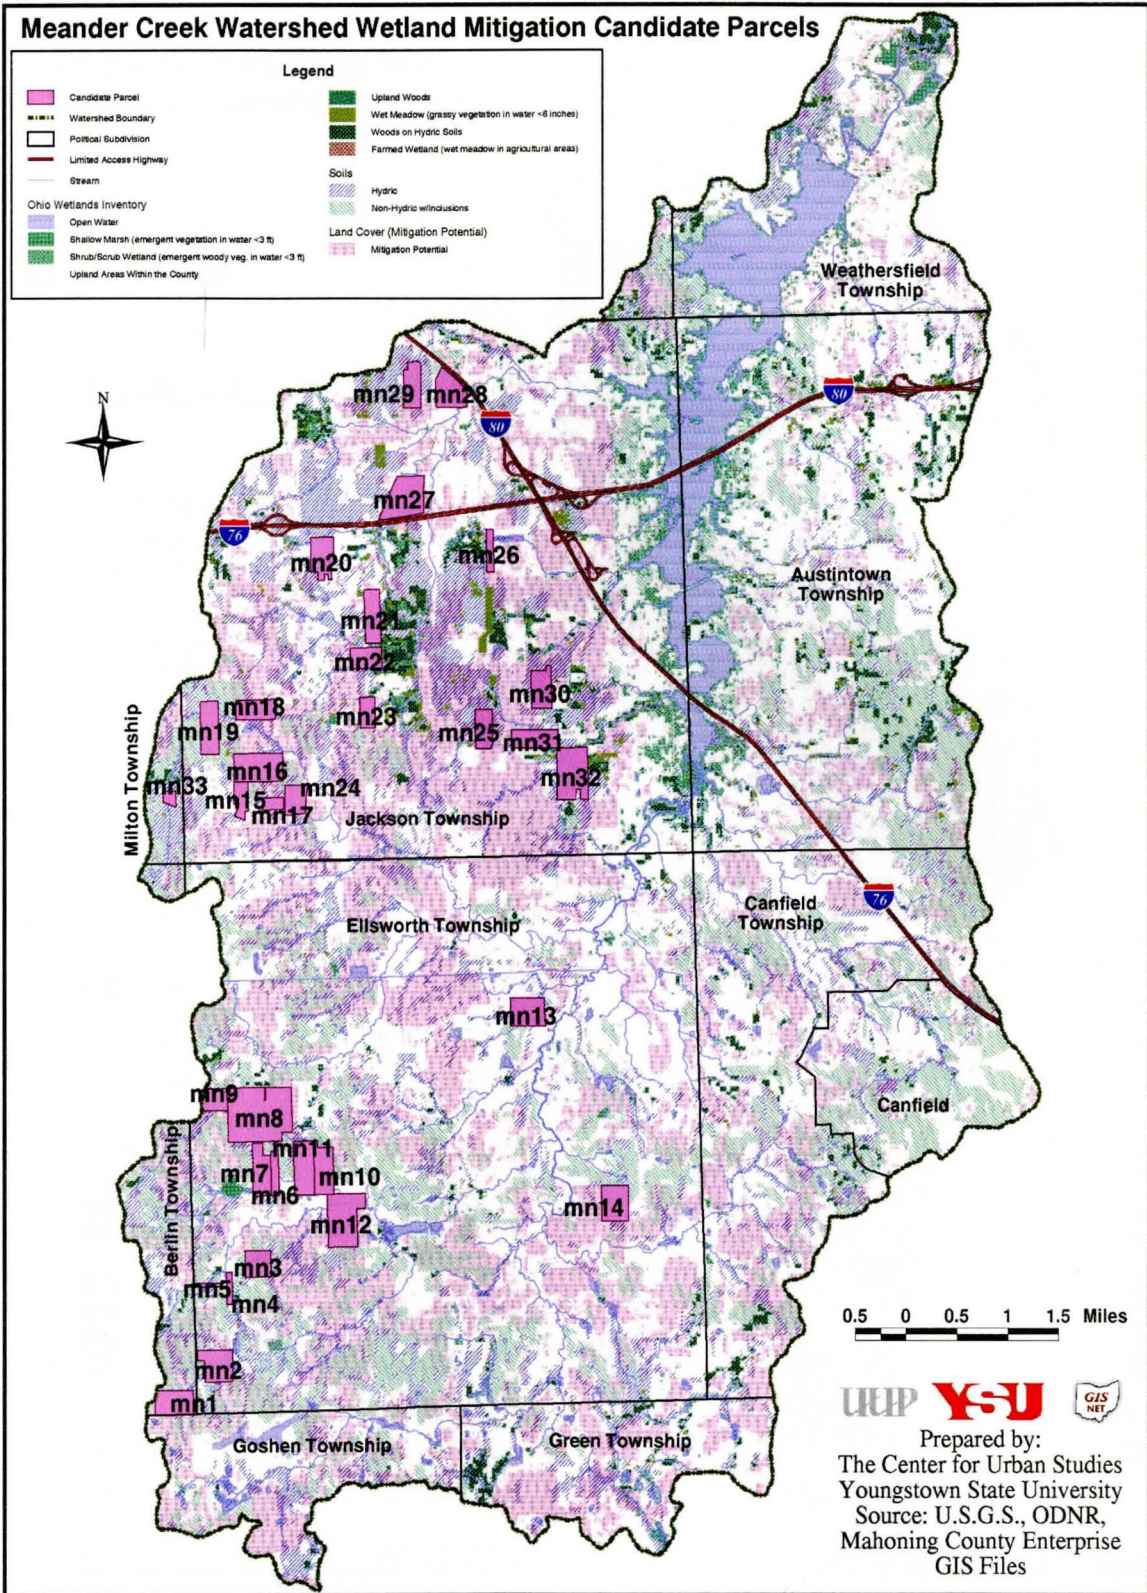 Meander Creek Watershed Wetland Mitigation Candidate Parcels
Legend
Candidate Parcel
Watershed Boundary
Political Subdivision
Limited Access Highway
Stream
Ohio Wetlands Inventory
Open Water
Shallow Marsh (emergent vegetation in water <3 ft)
Shrub/Scrub Wetland (emergent woody veg. in water <3 ft)
Upland Areas Within the County
Upland Woods
Wet Meadow (grassy vegetation in water <6 inches)
Woods on Hydric Soils
Farmed Wetland (wet meadow in agricultural areas)
Soils
Hydric
Non-Hydric w/Inclusions
Land Cover (Mitigation Potential)
Mitigation Potential
Weathersfield
Township
N
mn29
mn28
80
80
mn27
76
mn26
mn20
Austintown
Township
mn21
mn22
mn30
mn18
mn23
mn19
mn25
mn31
Milton Township
mn16
mn32
mn33
mn24
mn15
mn17
Jackson Township
76
Ellsworth Township
Canfield
Township
mn13
mn9
mn8
Canfield
Berlin Township
mn11
mn7
mn10
mn6
mn14
mn12
mn3
mn5
mn4
0.5 0 0.5 1 1.5 Miles
mn2
mn1
Goshen Township
Green Township
UUP
YSU
GIS
NET
Prepared by:
The Center for Urban Studies
Youngstown State University
Source: U.S.G.S., ODNR,
Mahoning County Enterprise
GIS Files